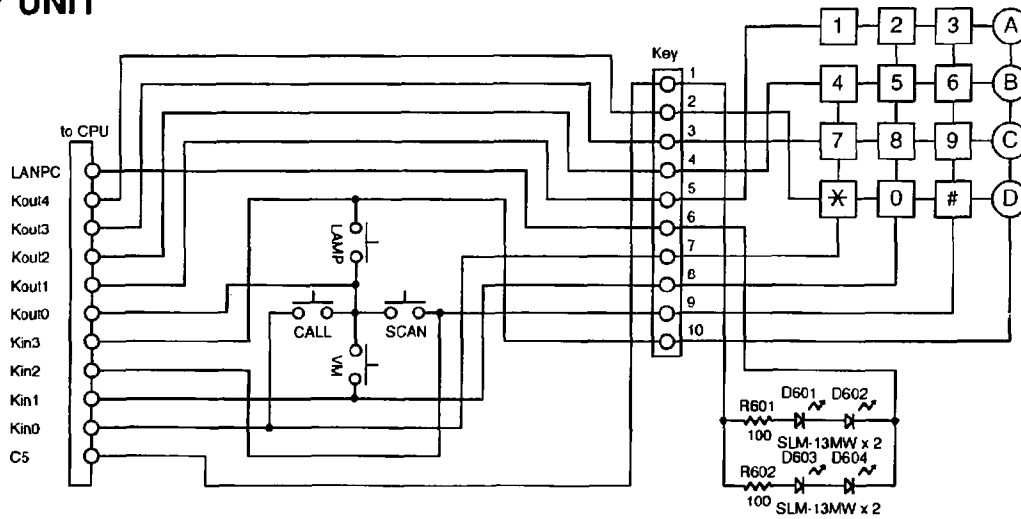 UNIT
to CPU
LANPC
Kout4
Kout3
Kout2
Kout1
Kout0
Kin3
Kin2
Kin1
Kin0
C5
LAMP
CALL
SCAN
VM
Key
1
2
3
4
5
6
7
8
9
10
1 2 3 A
4 5 6 B
7 8 9 C
* 0 # D
R601 D601 D602
100
SLM-13MW x 2
R602 D603 D604
100
SLM-13MW x 2